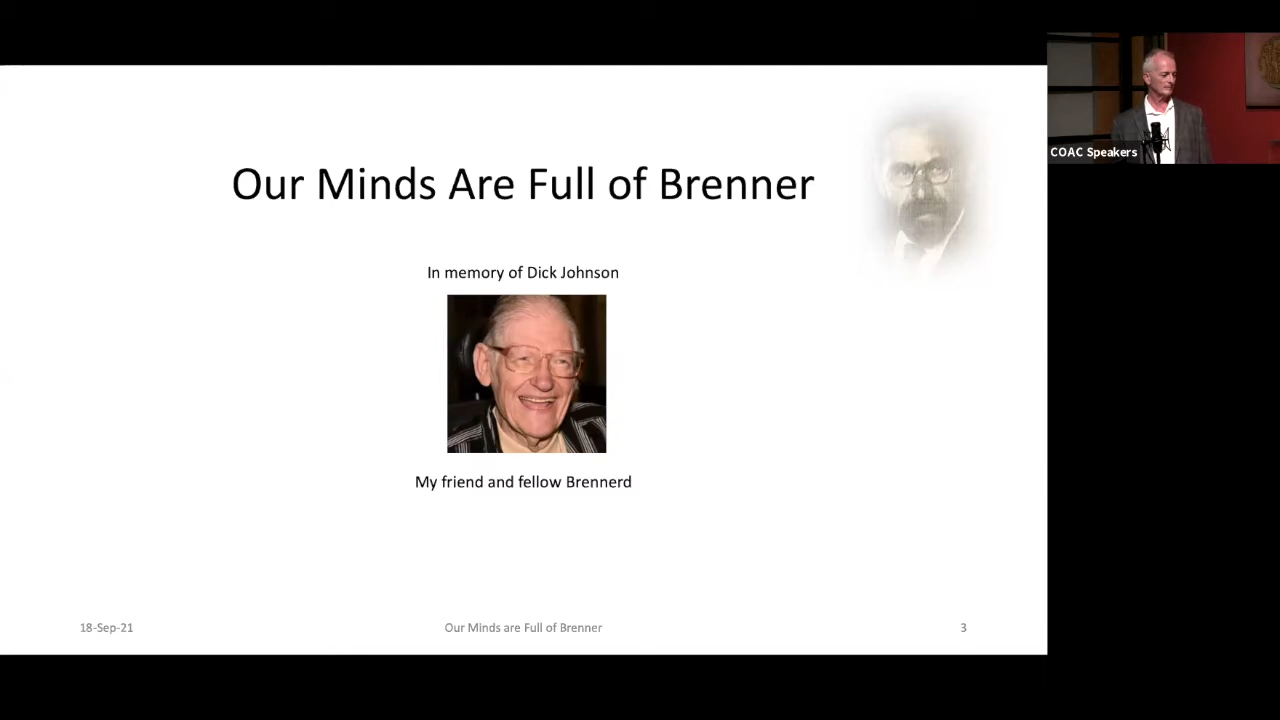 Our Minds Are Full of Brenner
In memory of Dick Johnson
My friend and fellow Brennerd
18-Sep-21
Our Minds are Full of Brenner
3
COAC Speakers